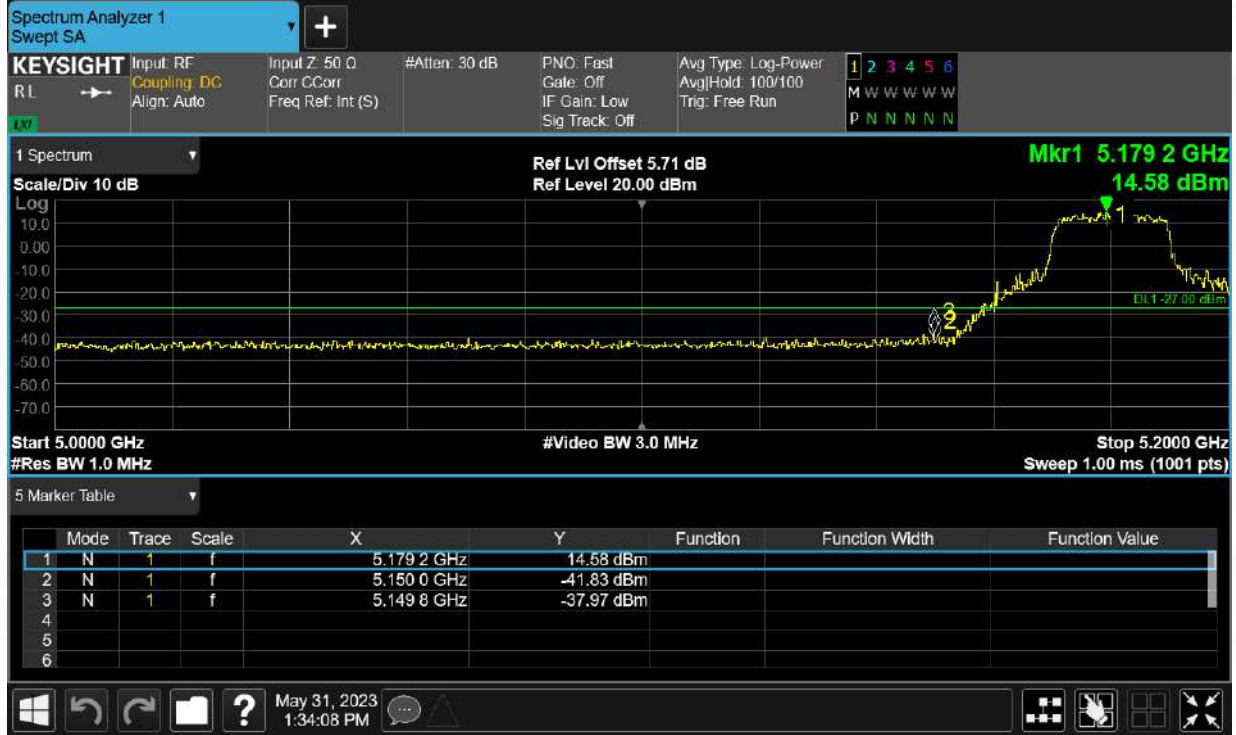 Spectrum Analyzer 1
Swept SA
+
KEYSIGHT Input: RF Input Z: 50 Ω #Atten: 30 dB PNO: Fast Avg Type: Log-Power 1 2 3 4 5 6
RL Coupling: DC Corr CCorr Gate: Off Avg|Hold: 100/100 M W W W W W
Align: Auto Freq Ref: Int (S) IF Gain: Low Trig: Free Run
LXI Sig Track: Off P N N N N N
1 Spectrum Ref Lvl Offset 5.71 dB Mkr1 5.179 2 GHz
Scale/Div 10 dB Ref Level 20.00 dBm 14.58 dBm
Log
10.0
0.00
-10.0
-20.0
DL1 -27.00 dBm
-30.0
-40.0
-50.0
-60.0
-70.0
1
3
2
Start 5.0000 GHz #Video BW 3.0 MHz Stop 5.2000 GHz
#Res BW 1.0 MHz Sweep 1.00 ms (1001 pts)
5 Marker Table
Mode Trace Scale X Y Function Function Width Function Value
1 N 1 f 5.179 2 GHz 14.58 dBm
2 N 1 f 5.150 0 GHz -41.83 dBm
3 N 1 f 5.149 8 GHz -37.97 dBm
4
5
6
? May 31, 2023
1:34:08 PM